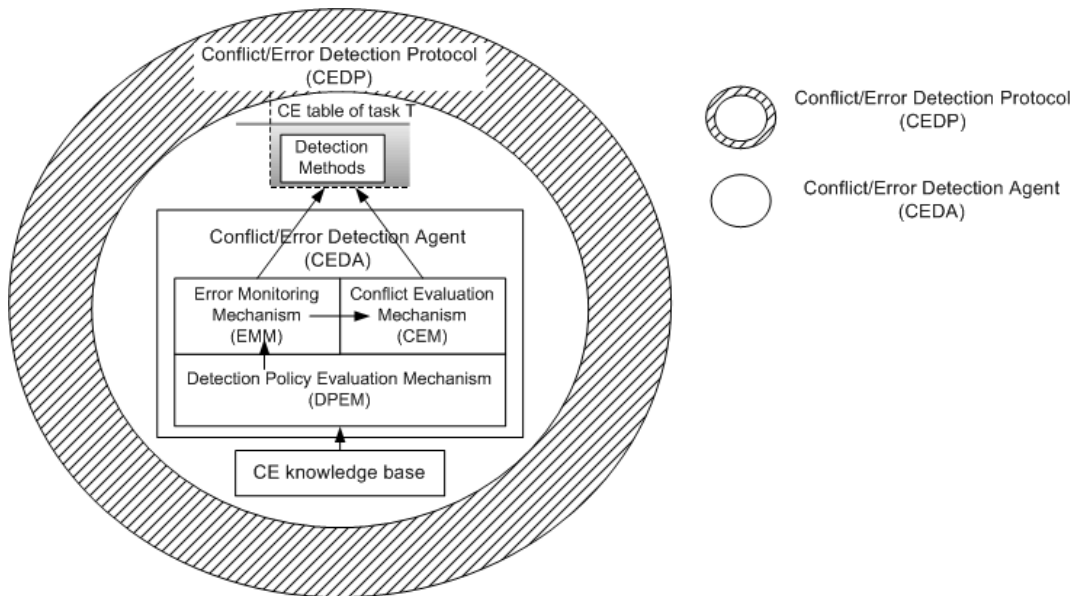 Conflict/Error Detection Protocol
(CEDP)
CE table of task T
Detection
Methods
Conflict/Error Detection Agent
(CEDA)
Error Monitoring
Mechanism
(EMM)
Conflict Evaluation
Mechanism
(CEM)
Detection Policy Evaluation Mechanism
(DPEM)
CE knowledge base
Conflict/Error Detection Protocol
(CEDP)
Conflict/Error Detection Agent
(CEDA)